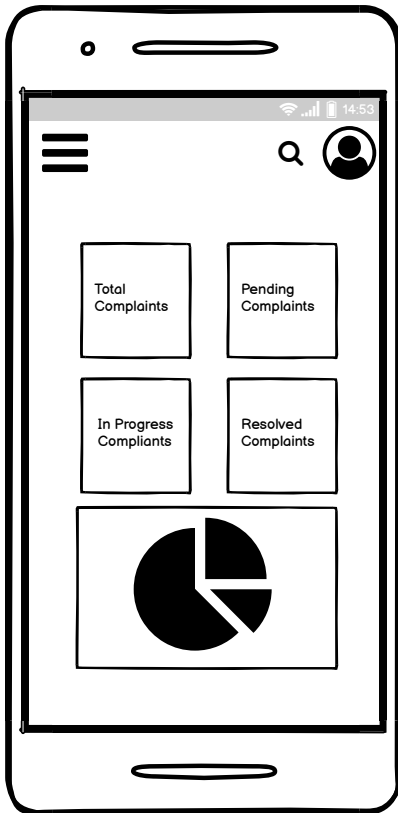 14:53
Total
Complaints
Pending
Complaints
In Progress
Compliants
Resolved
Complaints